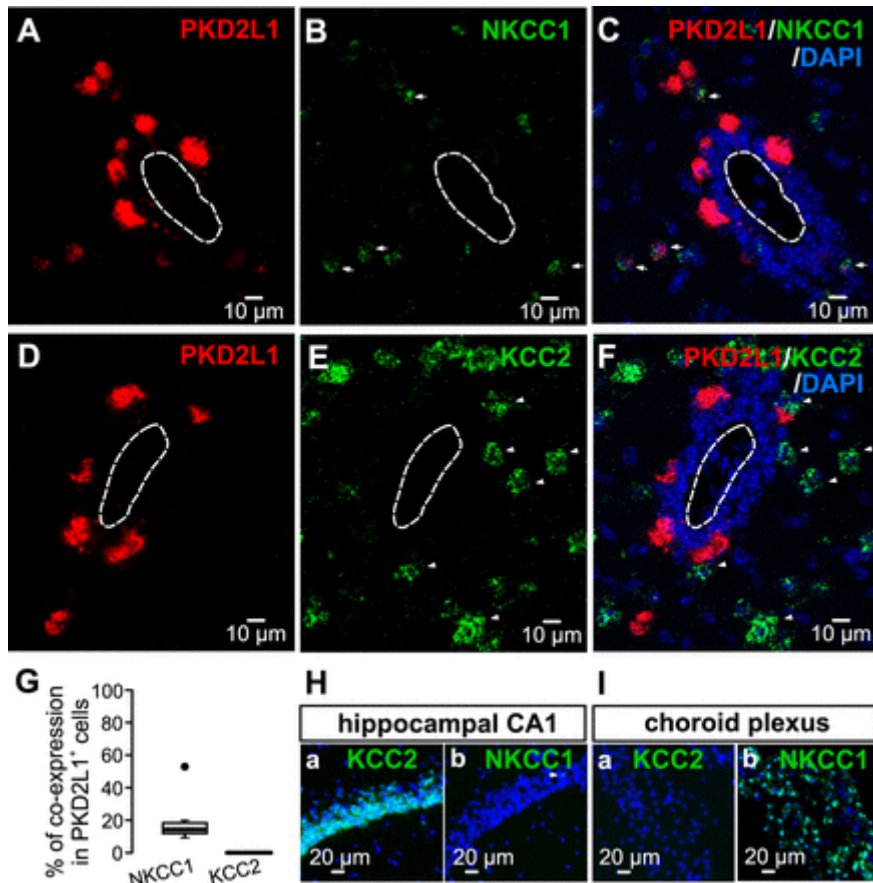 A
PKD2L1
10 µm
B
NKCC1
10 µm
C
PKD2L1/NKCC1
/DAPI
10 µm
D
PKD2L1
10 µm
E
KCC2
10 µm
F
PKD2L1/KCC2
/DAPI
10 µm
G
% of co-expression
in PKD2L1⁺ cells
100
80
60
40
20
0
NKCC1
KCC2
H
hippocampal CA1
a
KCC2
20 µm
b
NKCC1
20 µm
I
choroid plexus
a
KCC2
20 µm
b
NKCC1
20 µm